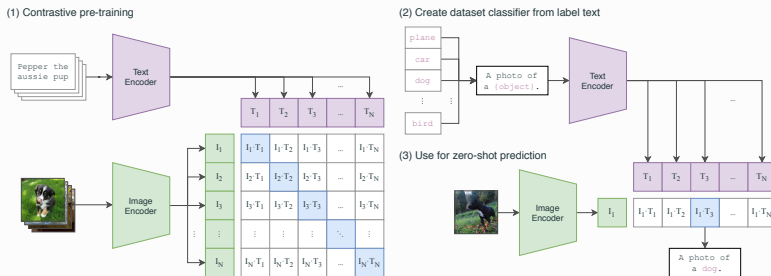 (1) Contrastive pre-training
Pepper the
aussie pup
Text
Encoder
...
T1 T2 T3 ... TN
I1 I1·T1 I1·T2 I1·T3 ... I1·TN
I2 I2·T1 I2·T2 I2·T3 ... I2·TN
Image
Encoder
I3 I3·T1 I3·T2 I3·T3 ... I3·TN
⋮ ⋮ ⋮ ⋮ ⋱ ⋮
IN IN·T1 IN·T2 IN·T3 ... IN·TN
(2) Create dataset classifier from label text
plane
car
dog
⋮ ⋮
bird
A photo of
a {object}.
Text
Encoder
...
(3) Use for zero-shot prediction
T1 T2 T3 ... TN
Image
Encoder
I1 I1·T1 I1·T2 I1·T3 ... I1·TN
A photo of
a dog.